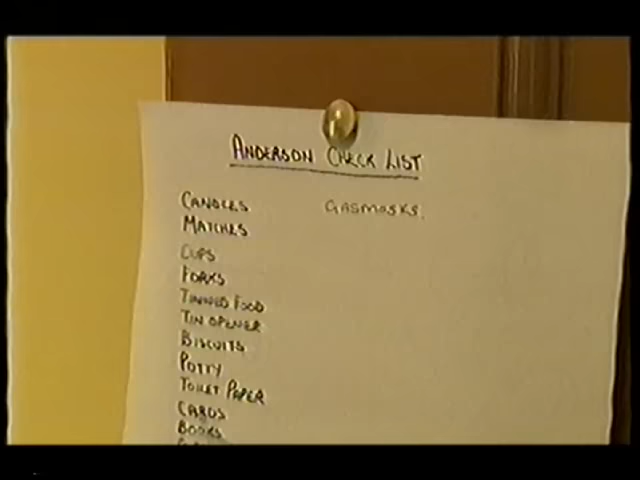 ANDERSON CHECK LIST
CANDLES GASMASKS.
MATCHES
CUPS
FORKS
TINNED FOOD
TIN OPENER
BISCUITS
POTTY
TOILET PAPER
CARDS
BOOKS